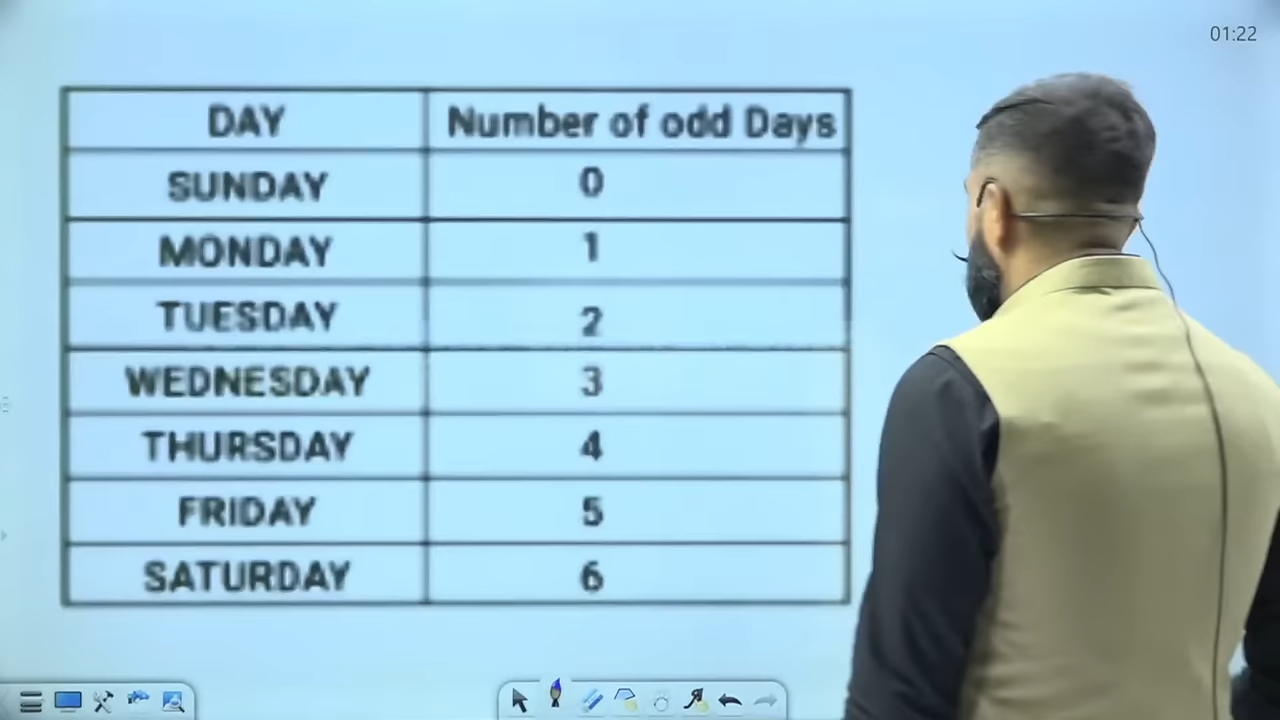 01:22
DAY Number of odd Days
SUNDAY 0
MONDAY 1
TUESDAY 2
WEDNESDAY 3
THURSDAY 4
FRIDAY 5
SATURDAY 6